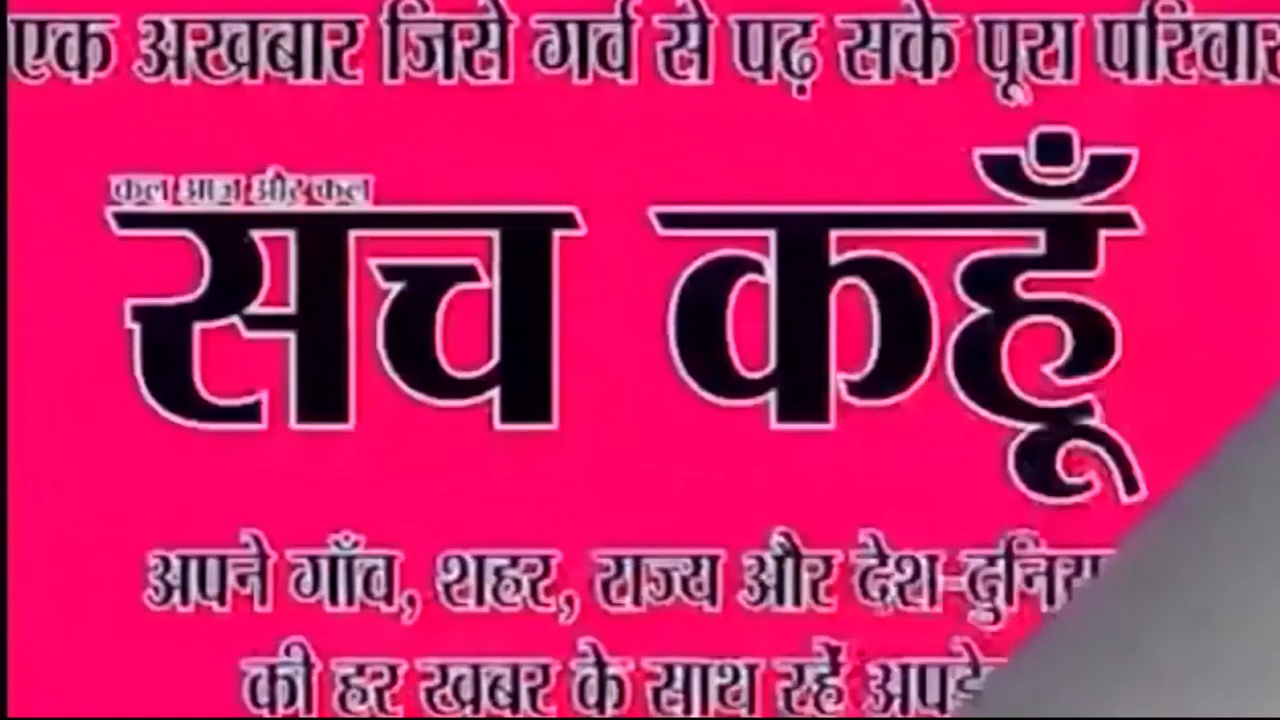 एक अखबार जिसे गर्व से पढ़ सके पूरा परिवार
कल आज और कल
सच कहूँ
अपने गाँव, शहर, राज्य और देश-दुनिया
की हर खबर के साथ रहें